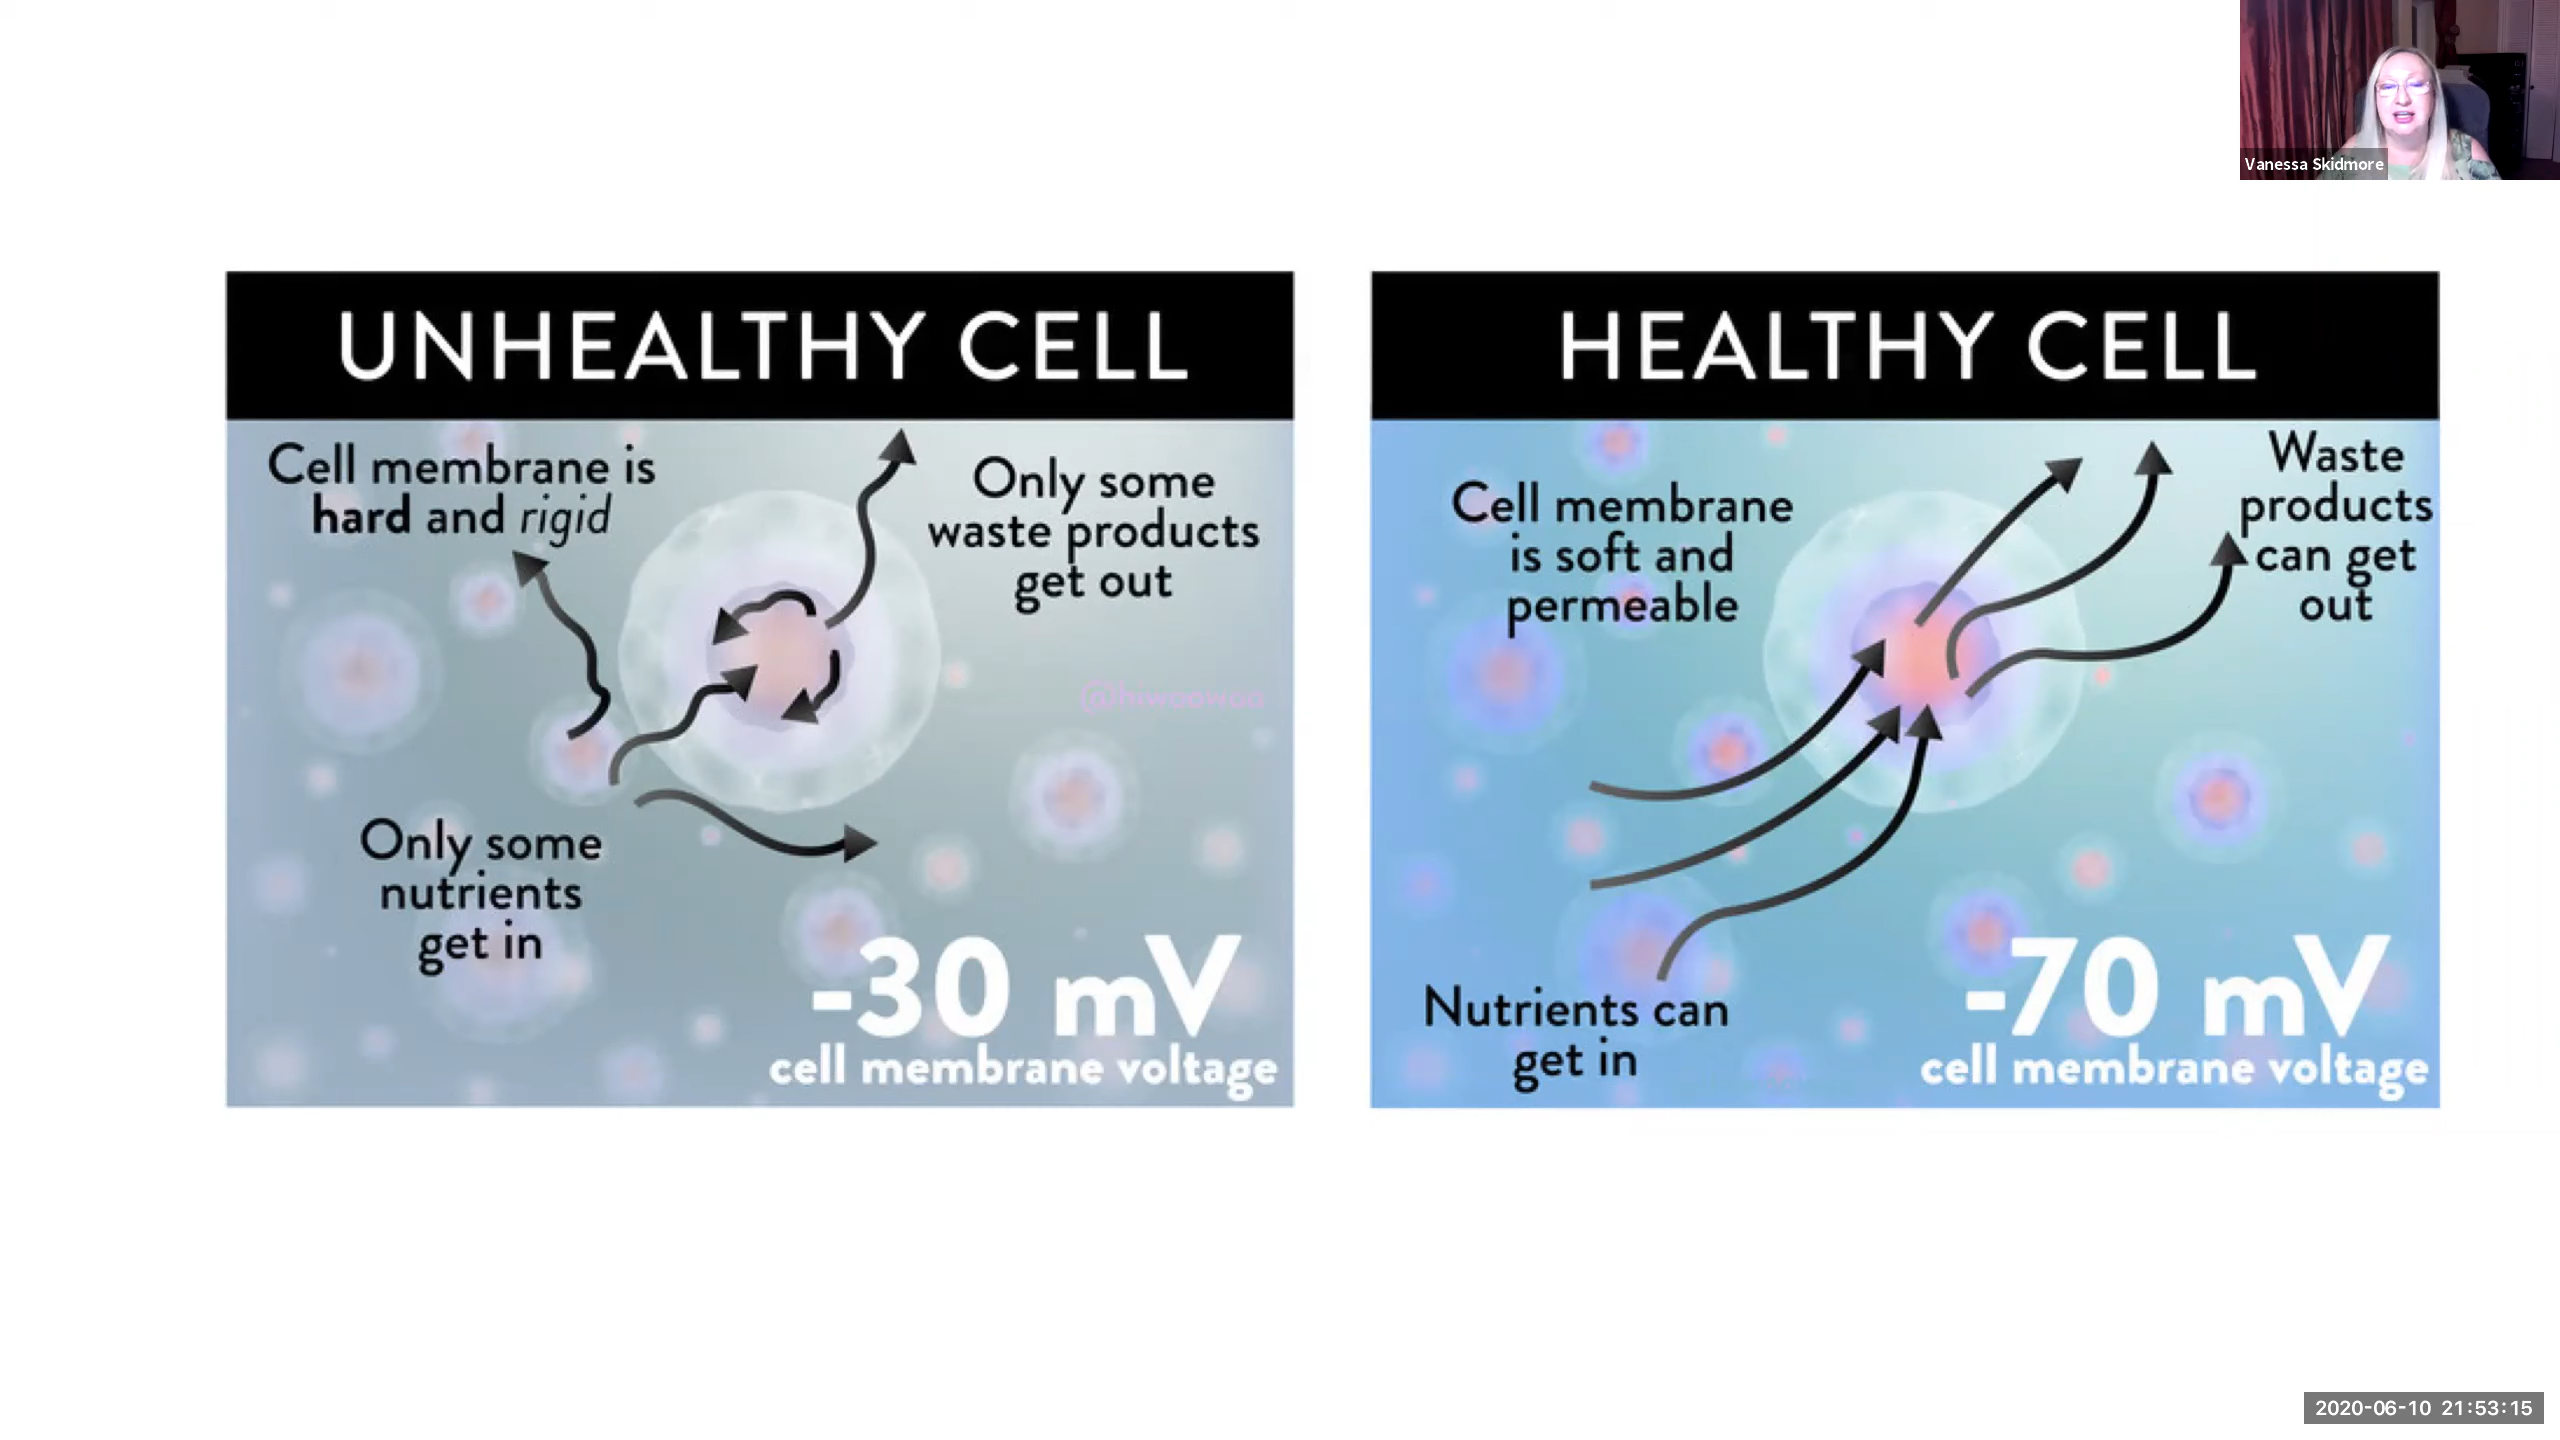 Vanessa Skidmore
UNHEALTHY CELL
Cell membrane is
hard and rigid
Only some
waste products
get out
@hiwoowoo
Only some
nutrients
get in
-30 mV
cell membrane voltage
HEALTHY CELL
Cell membrane
is soft and
permeable
Waste
products
can get
out
Nutrients can
get in
-70 mV
cell membrane voltage
2020-06-10 21:53:15